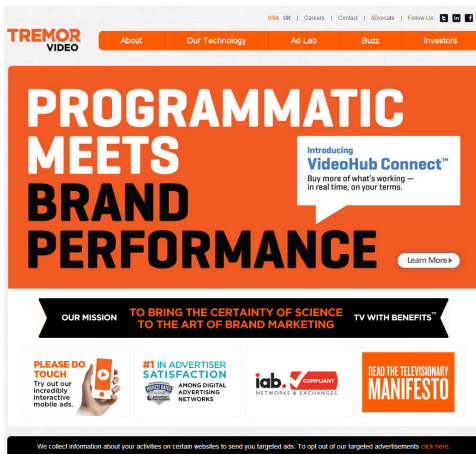 USA UK | Careers | Contact | ADvocate | Follow Us:
TREMOR
VIDEO
About Our Technology Ad Lab Buzz Investors
PROGRAMMATIC
MEETS
BRAND
PERFORMANCE
Introducing
VideoHub Connect™
Buy more of what's working —
in real time, on your terms.
Learn More
OUR MISSION
TO BRING THE CERTAINTY OF SCIENCE
TO THE ART OF BRAND MARKETING
TV WITH BENEFITS™
PLEASE DO
TOUCH
Try out our
incredibly
interactive
mobile ads.
#1 IN ADVERTISER
SATISFACTION
HIGHEST RATED
AMONG DIGITAL
ADVERTISING
NETWORKS
iab. COMPLIANT
NETWORKS & EXCHANGES
READ THE TELEVISIONARY
MANIFESTO
We collect information about your activities on certain websites to send you targeted ads. To opt out of our targeted advertisements click here.